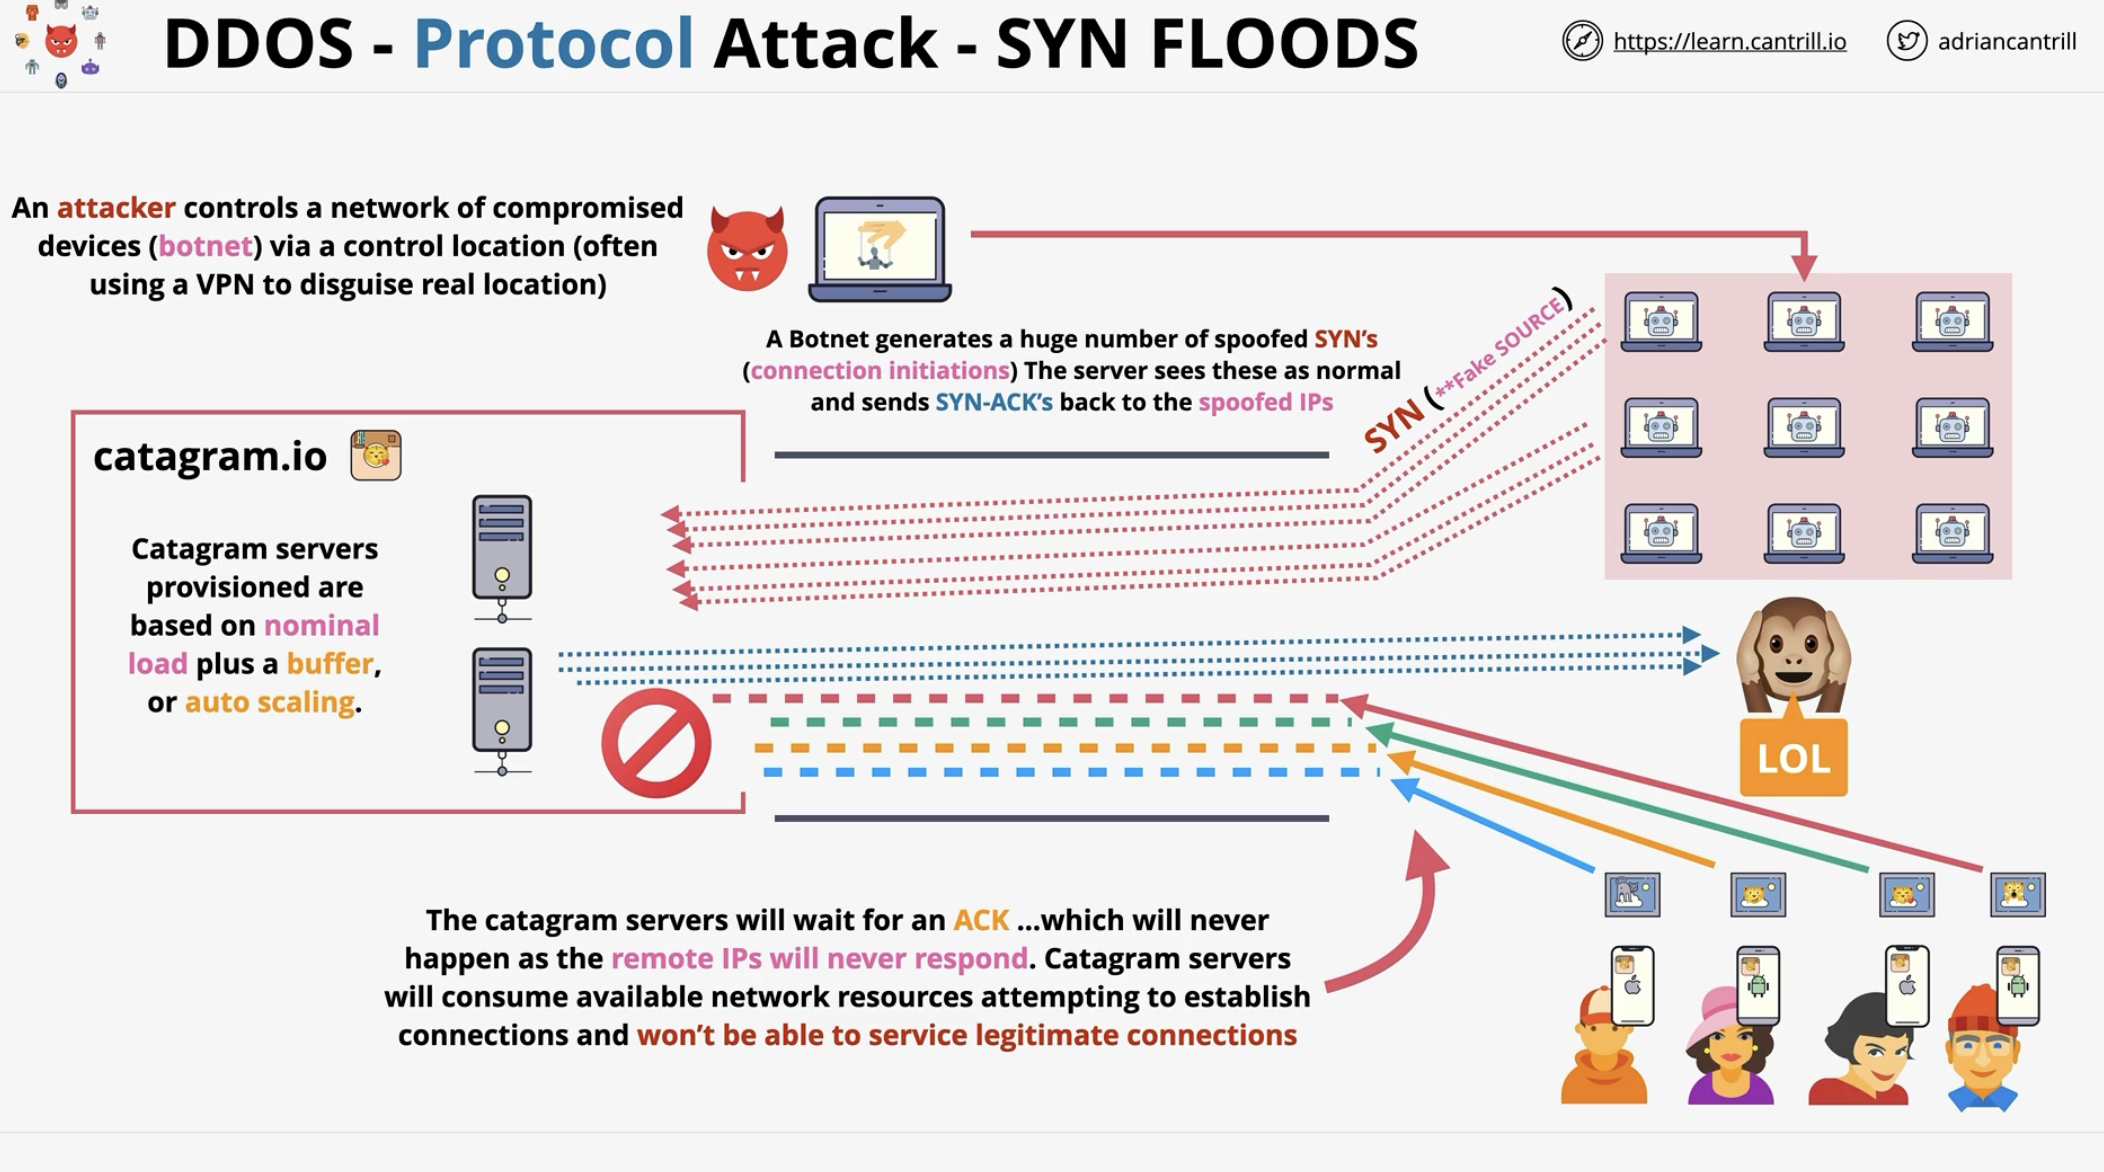 DDOS - Protocol Attack - SYN FLOODS
https://learn.cantrill.io
adriancantrill
An attacker controls a network of compromised
devices (botnet) via a control location (often
using a VPN to disguise real location)
A Botnet generates a huge number of spoofed SYN's
(connection initiations) The server sees these as normal
and sends SYN-ACK's back to the spoofed IPs
SYN (**Fake SOURCE)
catagram.io
Catagram servers
provisioned are
based on nominal
load plus a buffer,
or auto scaling.
LOL
The catagram servers will wait for an ACK ...which will never
happen as the remote IPs will never respond. Catagram servers
will consume available network resources attempting to establish
connections and won't be able to service legitimate connections